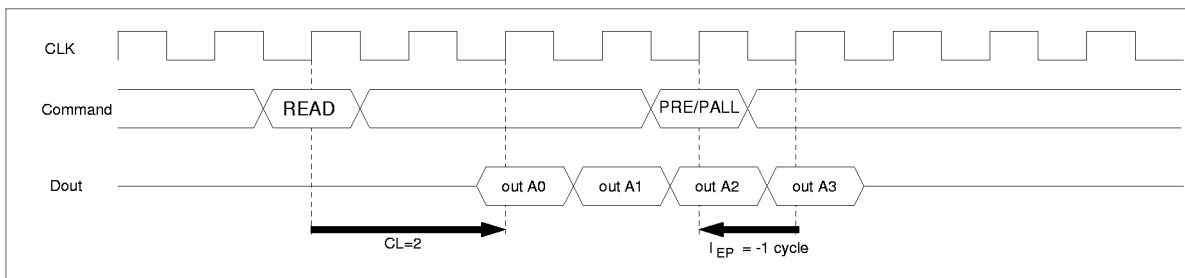 CLK
Command READ PRE/PALL
Dout out A0 out A1 out A2 out A3
CL=2 l EP = -1 cycle